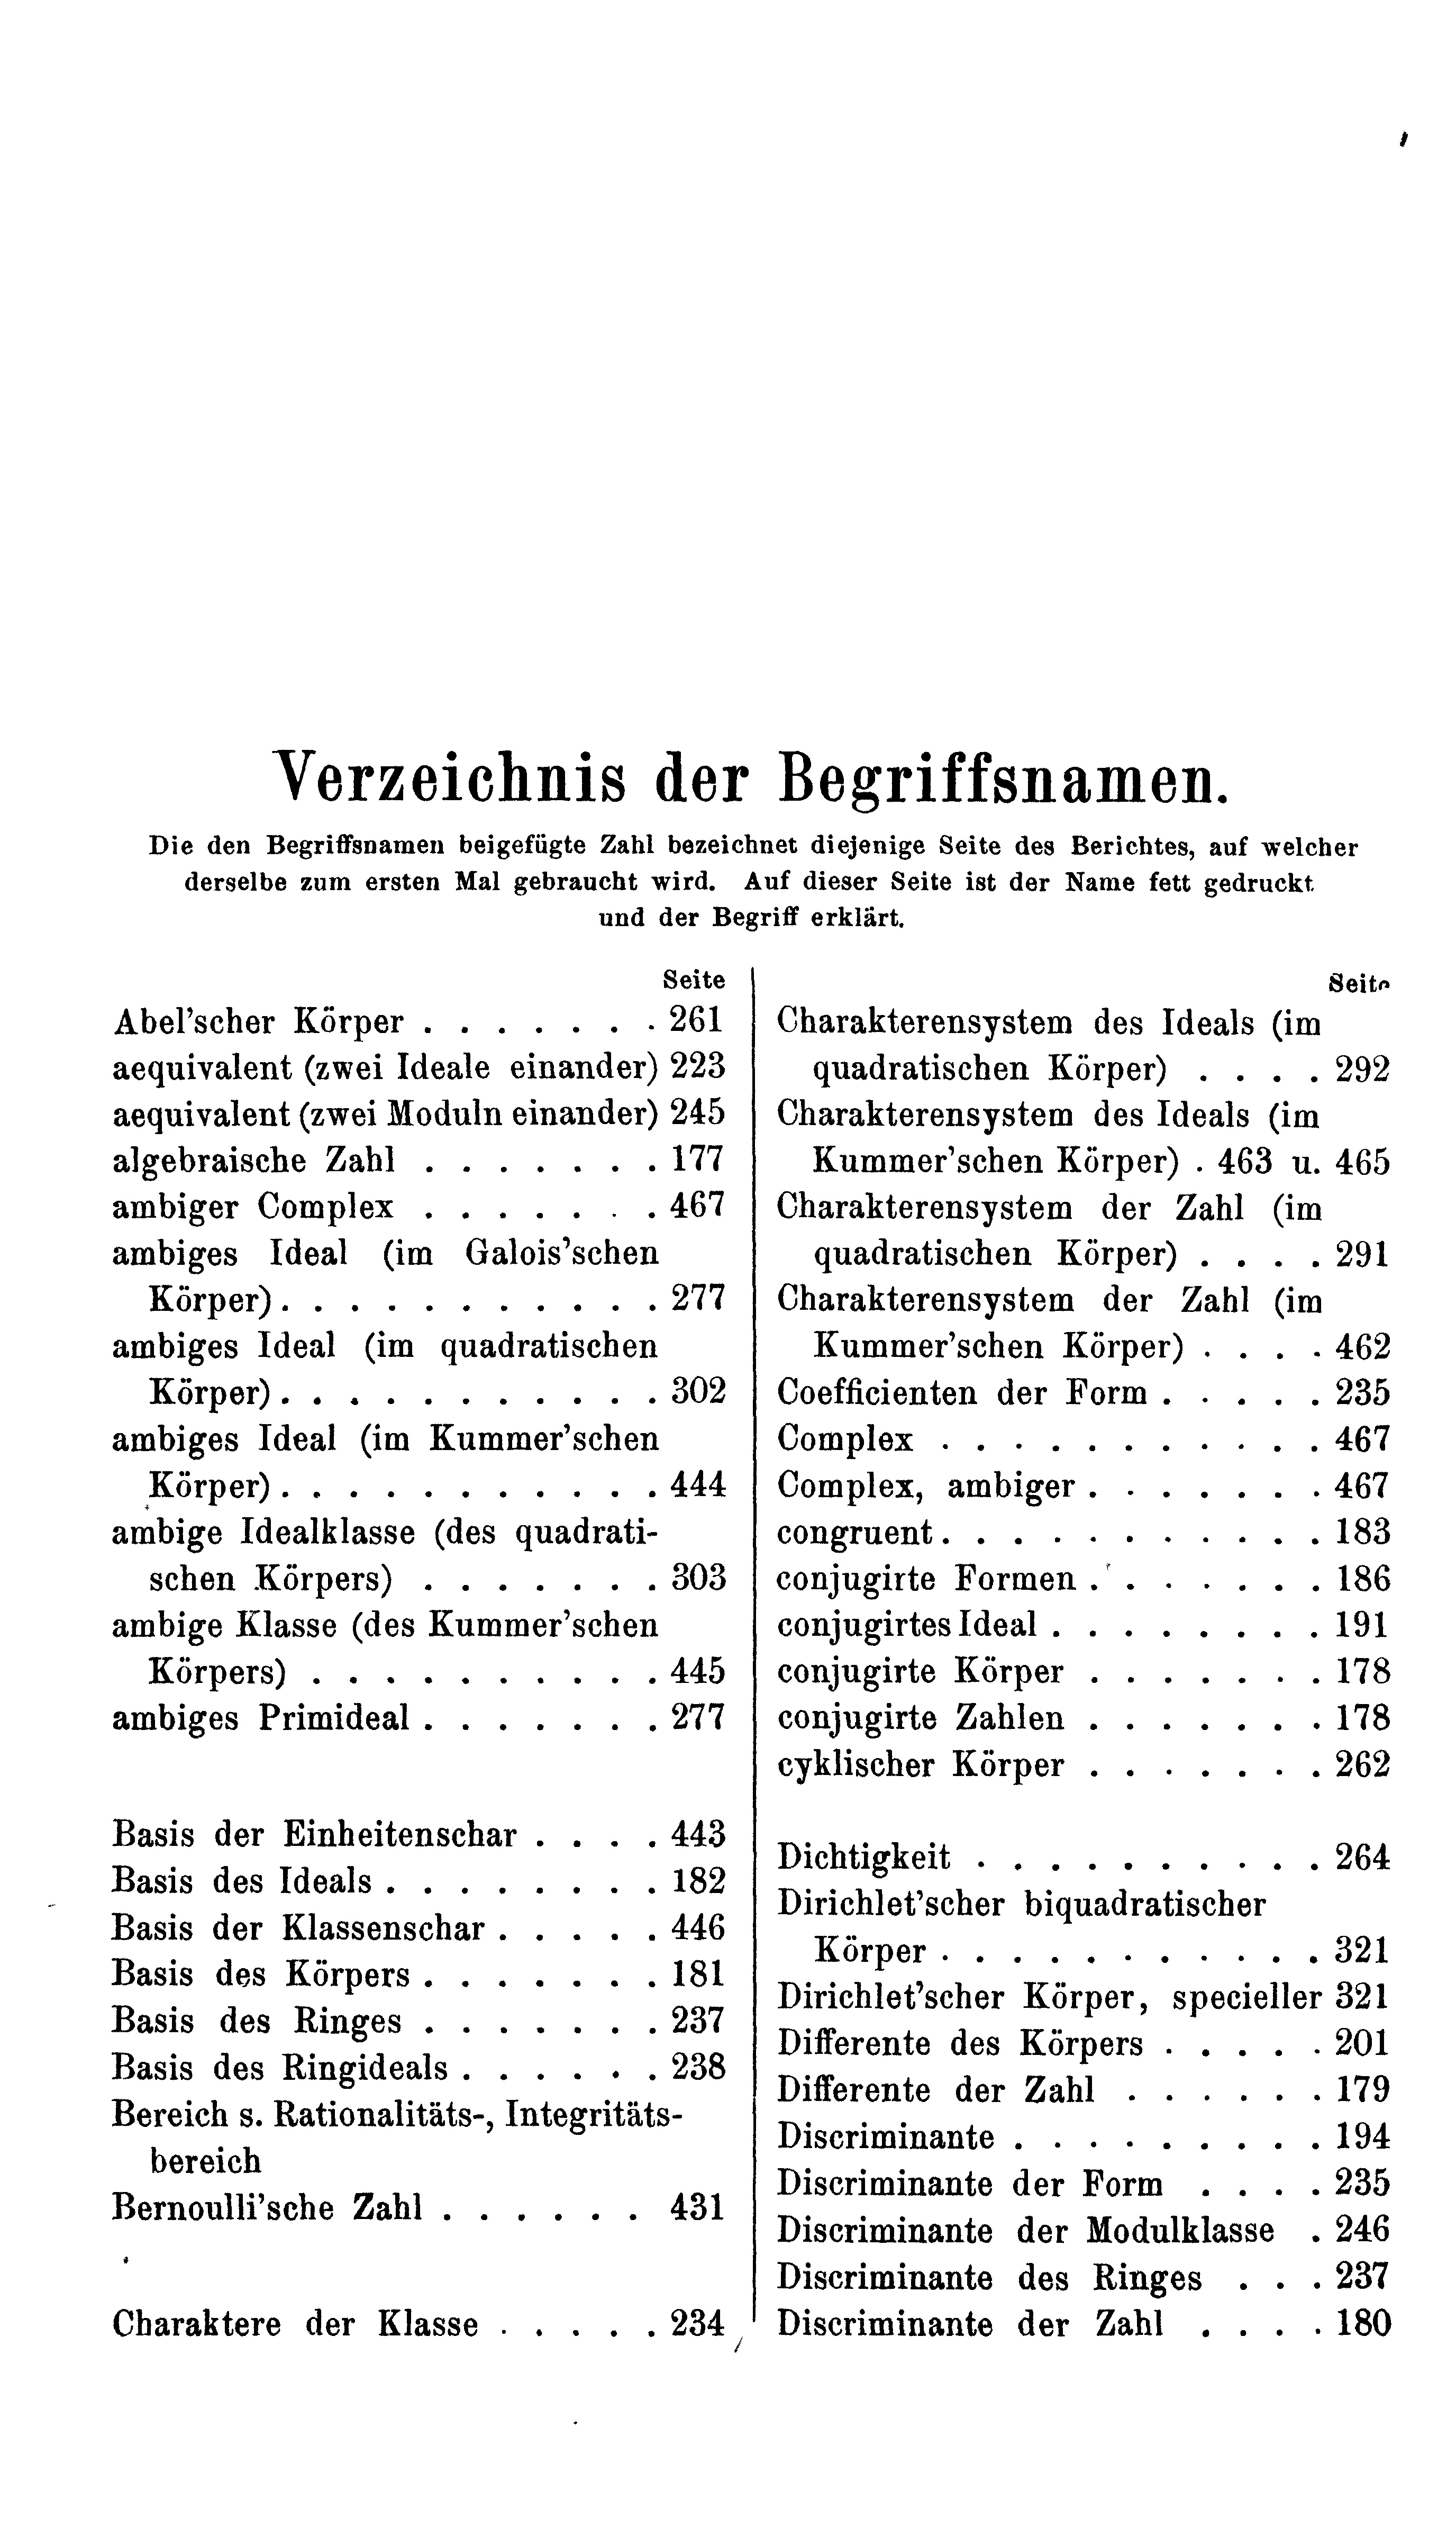 Verzeichnis der Begriffsnamen.
Die den Begriffsnamen beigefügte Zahl bezeichnet diejenige Seite des Berichtes, auf welcher
derselbe zum ersten Mal gebraucht wird. Auf dieser Seite ist der Name fett gedruckt
und der Begriff erklärt.
Seite
Abel'scher Körper . . . . . . . 261
aequivalent (zwei Ideale einander) 223
aequivalent (zwei Moduln einander) 245
algebraische Zahl . . . . . . . 177
ambiger Complex . . . . . . . 467
ambiges Ideal (im Galois'schen
Körper) . . . . . . . . . . . 277
ambiges Ideal (im quadratischen
Körper) . . . . . . . . . . . 302
ambiges Ideal (im Kummer'schen
Körper) . . . . . . . . . . . 444
ambige Idealklasse (des quadrati-
schen Körpers) . . . . . . . 303
ambige Klasse (des Kummer'schen
Körpers) . . . . . . . . . . 445
ambiges Primideal . . . . . . . 277
Basis der Einheitenschar . . . . 443
Basis des Ideals . . . . . . . . 182
Basis der Klassenschar . . . . . 446
Basis des Körpers . . . . . . . 181
Basis des Ringes . . . . . . . 237
Basis des Ringideals . . . . . . 238
Bereich s. Rationalitäts-, Integritäts-
bereich
Bernoulli'sche Zahl . . . . . . 431
Charaktere der Klasse . . . . . 234
Seite
Charakterensystem des Ideals (im
quadratischen Körper) . . . . 292
Charakterensystem des Ideals (im
Kummer'schen Körper) . 463 u. 465
Charakterensystem der Zahl (im
quadratischen Körper) . . . . 291
Charakterensystem der Zahl (im
Kummer'schen Körper) . . . . 462
Coefficienten der Form . . . . . 235
Complex . . . . . . . . . . . 467
Complex, ambiger . . . . . . . 467
congruent . . . . . . . . . . . 183
conjugirte Formen . . . . . . . 186
conjugirtes Ideal . . . . . . . . 191
conjugirte Körper . . . . . . . 178
conjugirte Zahlen . . . . . . . 178
cyklischer Körper . . . . . . . 262
Dichtigkeit . . . . . . . . . . 264
Dirichlet'scher biquadratischer
Körper . . . . . . . . . . . 321
Dirichlet'scher Körper, specieller 321
Differente des Körpers . . . . . 201
Differente der Zahl . . . . . . 179
Discriminante . . . . . . . . . 194
Discriminante der Form . . . . 235
Discriminante der Modulklasse . 246
Discriminante des Ringes . . . 237
Discriminante der Zahl . . . . 180